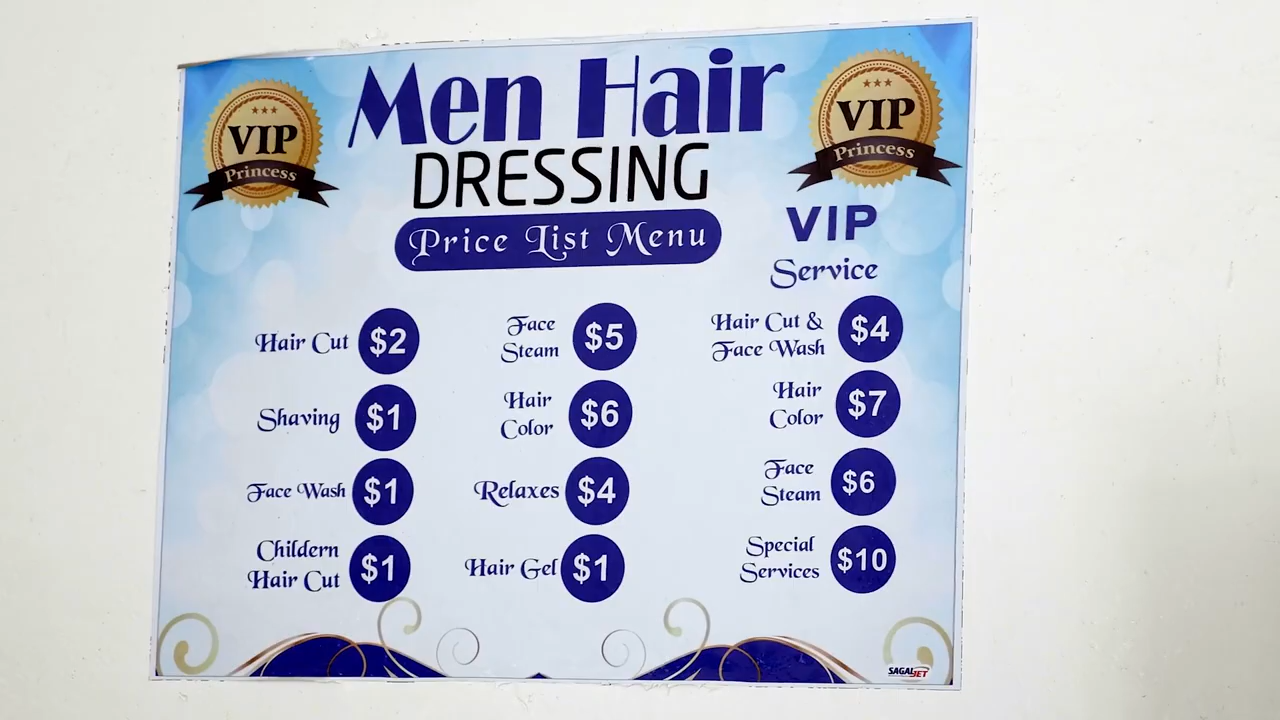 Men Hair
DRESSING
Price List Menu
VIP
Princess
VIP
Princess
Hair Cut $2
Shaving $1
Face Wash $1
Childern
Hair Cut $1
Face
Steam $5
Hair
Color $6
Relaxes $4
Hair Gel $1
VIP
Service
Hair Cut &
Face Wash $4
Hair
Color $7
Face
Steam $6
Special
Services $10
SAGALJET